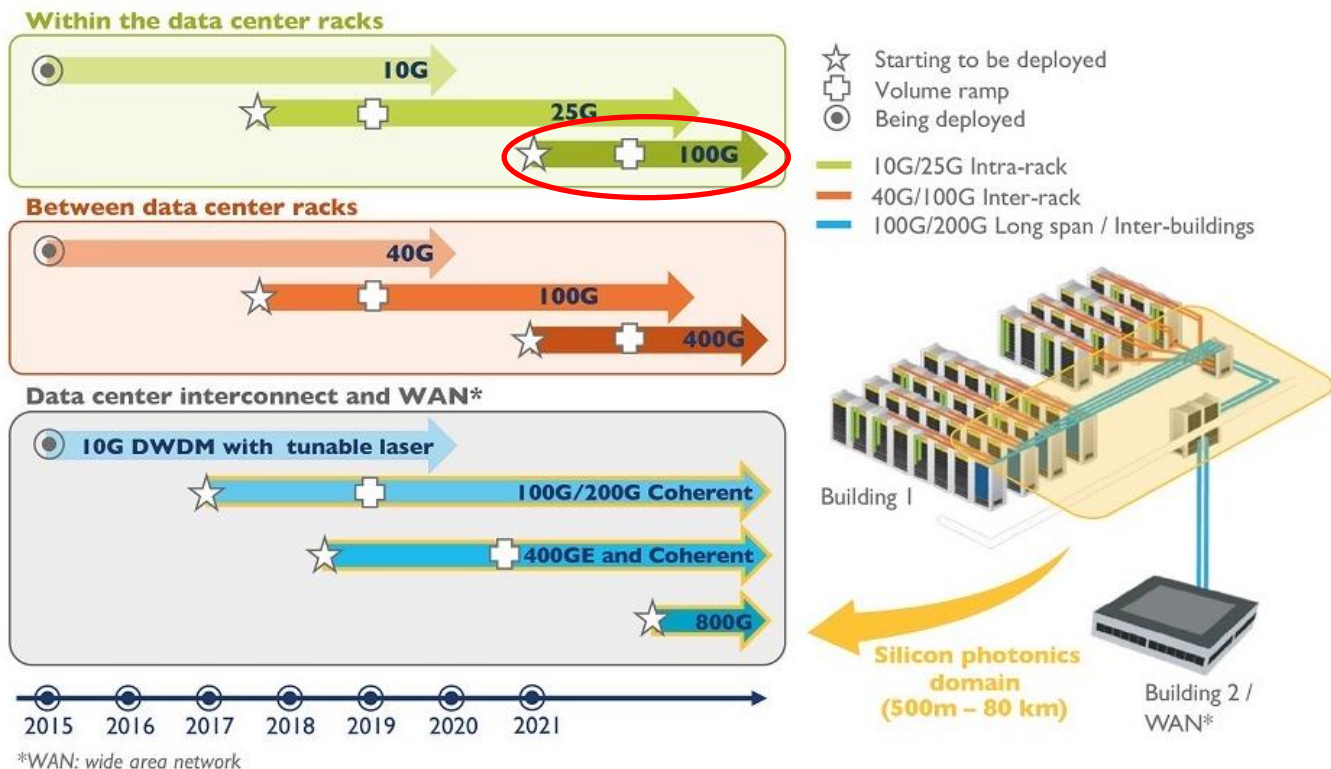 Within the data center racks
10G
25G
100G
Between data center racks
40G
100G
400G
Data center interconnect and WAN*
10G DWDM with tunable laser
100G/200G Coherent
400GE and Coherent
800G
2015 2016 2017 2018 2019 2020 2021
*WAN: wide area network
Starting to be deployed
Volume ramp
Being deployed
10G/25G Intra-rack
40G/100G Inter-rack
100G/200G Long span / Inter-buildings
Building 1
Silicon photonics
domain
(500m – 80 km)
Building 2 /
WAN*